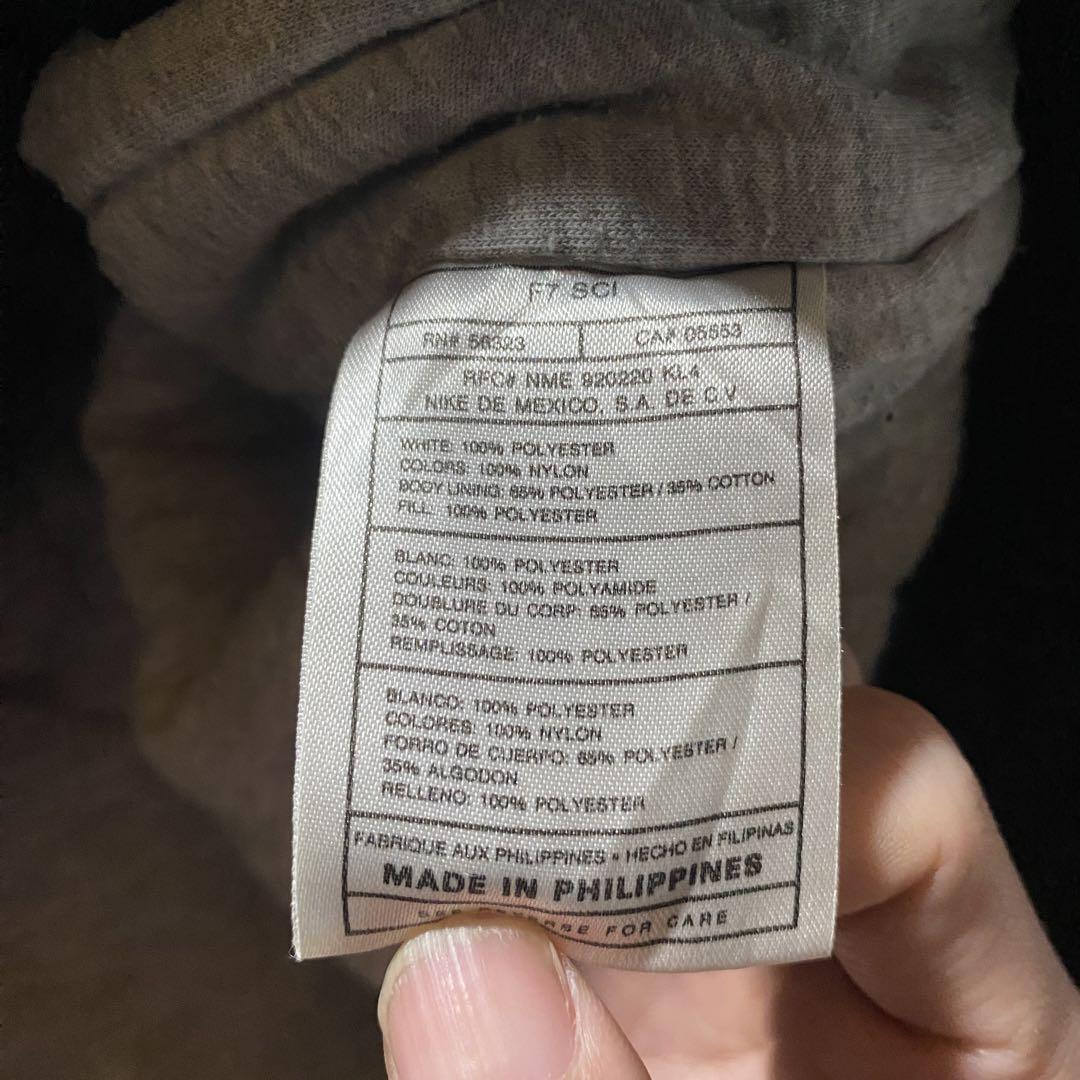 F7 SCI
RN# 56323 CA# 05553
RFC# NME 920220 KL4
NIKE DE MEXICO, S.A. DE C.V.
WHITE: 100% POLYESTER
COLORS: 100% NYLON
BODY LINING: 65% POLYESTER / 35% COTTON
FILL: 100% POLYESTER
BLANC: 100% POLYESTER
COULEURS: 100% POLYAMIDE
DOUBLURE DU CORP: 65% POLYESTER /
35% COTON
REMPLISSAGE: 100% POLYESTER
BLANCO: 100% POLYESTER
COLORES: 100% NYLON
FORRO DE CUERPO: 65% POLYESTER /
35% ALGODON
RELLENO: 100% POLYESTER
FABRIQUE AUX PHILIPPINES • HECHO EN FILIPINAS
MADE IN PHILIPPINES
FOR CARE